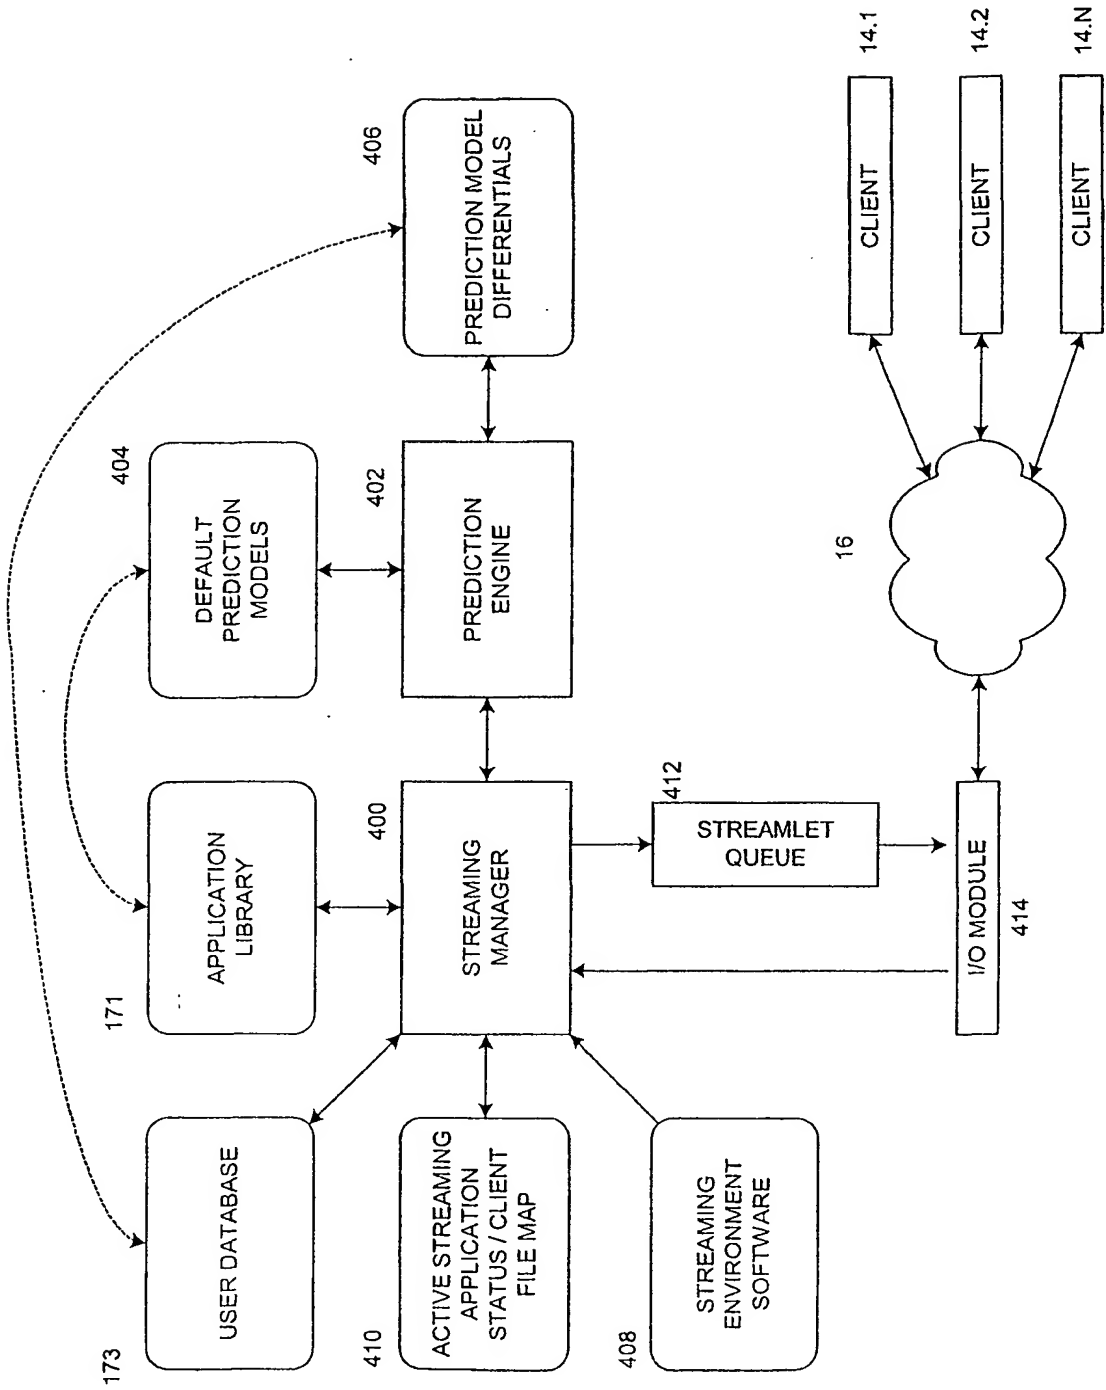 173
USER DATABASE
410
ACTIVE STREAMING
APPLICATION
STATUS / CLIENT
FILE MAP
408
STREAMING
ENVIRONMENT
SOFTWARE
171
APPLICATION
LIBRARY
400
STREAMING
MANAGER
412
STREAMLET
QUEUE
I/O MODULE
414
404
DEFAULT
PREDICTION
MODELS
402
PREDICTION
ENGINE
16
406
PREDICTION MODEL
DIFFERENTIALS
CLIENT
14.1
CLIENT
14.2
CLIENT
14.N